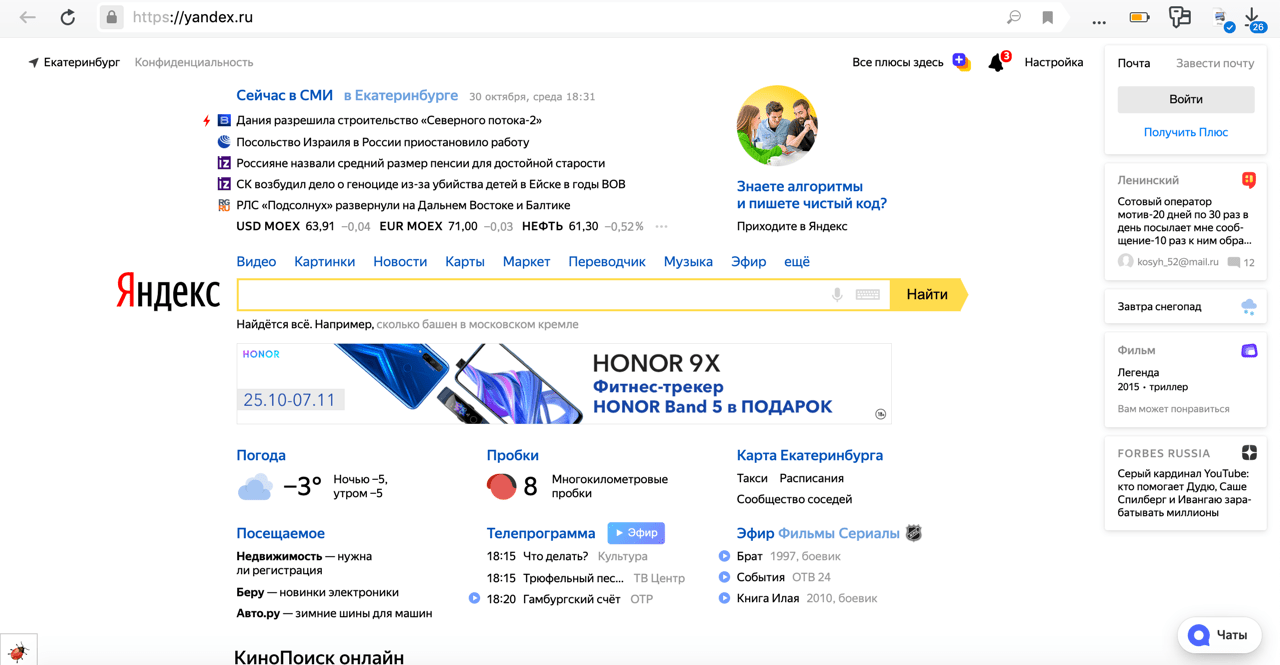 https://yandex.ru
26
Екатеринбург Конфиденциальность
Все плюсы здесь 3 Настройка
Почта Завести почту
Войти
Получить Плюс
Сейчас в СМИ в Екатеринбурге 30 октября, среда 18:31
Дания разрешила строительство «Северного потока-2»
Посольство Израиля в России приостановило работу
IZ Россияне назвали средний размер пенсии для достойной старости
IZ СК возбудил дело о геноциде из-за убийства детей в Ейске в годы ВОВ
RG RU РЛС «Подсолнух» развернули на Дальнем Востоке и Балтике
USD MOEX 63,91 −0,04 EUR MOEX 71,00 −0,03 НЕФТЬ 61,30 −0,52% ...
Знаете алгоритмы
и пишете чистый код?
Приходите в Яндекс
Ленинский
Сотовый оператор
мотив-20 дней по 30 раз в
день посылает мне сооб-
щение-10 раз к ним обра...
kosyh_52@mail.ru 12
Видео Картинки Новости Карты Маркет Переводчик Музыка Эфир ещё
Яндекс
Найти
Найдётся всё. Например, сколько башен в московском кремле
Завтра снегопад
HONOR
25.10-07.11
HONOR 9X
Фитнес-трекер
HONOR Band 5 в ПОДАРОК
Фильм
Легенда
2015 • триллер
Вам может понравиться
FORBES RUSSIA
Серый кардинал YouTube:
кто помогает Дудю, Саше
Спилберг и Ивангаю зара-
батывать миллионы
Погода
−3°
Ночью −5,
утром −5
Пробки
8
Многокилометровые
пробки
Карта Екатеринбурга
Такси Расписания
Сообщество соседей
Посещаемое
Недвижимость — нужна
ли регистрация
Беру — новинки электроники
Авто.ру — зимние шины для машин
Телепрограмма Эфир
18:15 Что делать? Культура
18:15 Трюфельный пес... ТВ Центр
18:20 Гамбургский счёт ОТР
Эфир Фильмы Сериалы
Брат 1997, боевик
События ОТВ 24
Книга Илая 2010, боевик
Чаты
КиноПоиск онлайн